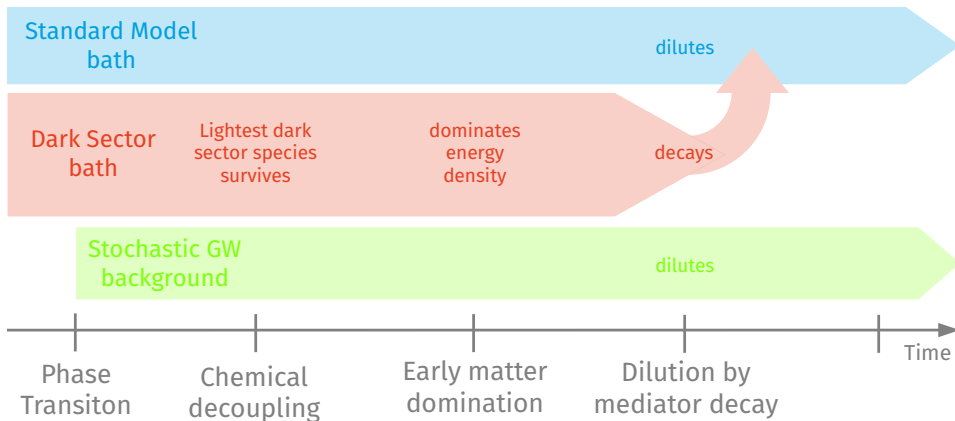 Standard Model
bath
dilutes
Dark Sector
bath
Lightest dark
sector species
survives
dominates
energy
density
decays
Stochastic GW
background
dilutes
Time
Phase
Transiton
Chemical
decoupling
Early matter
domination
Dilution by
mediator decay